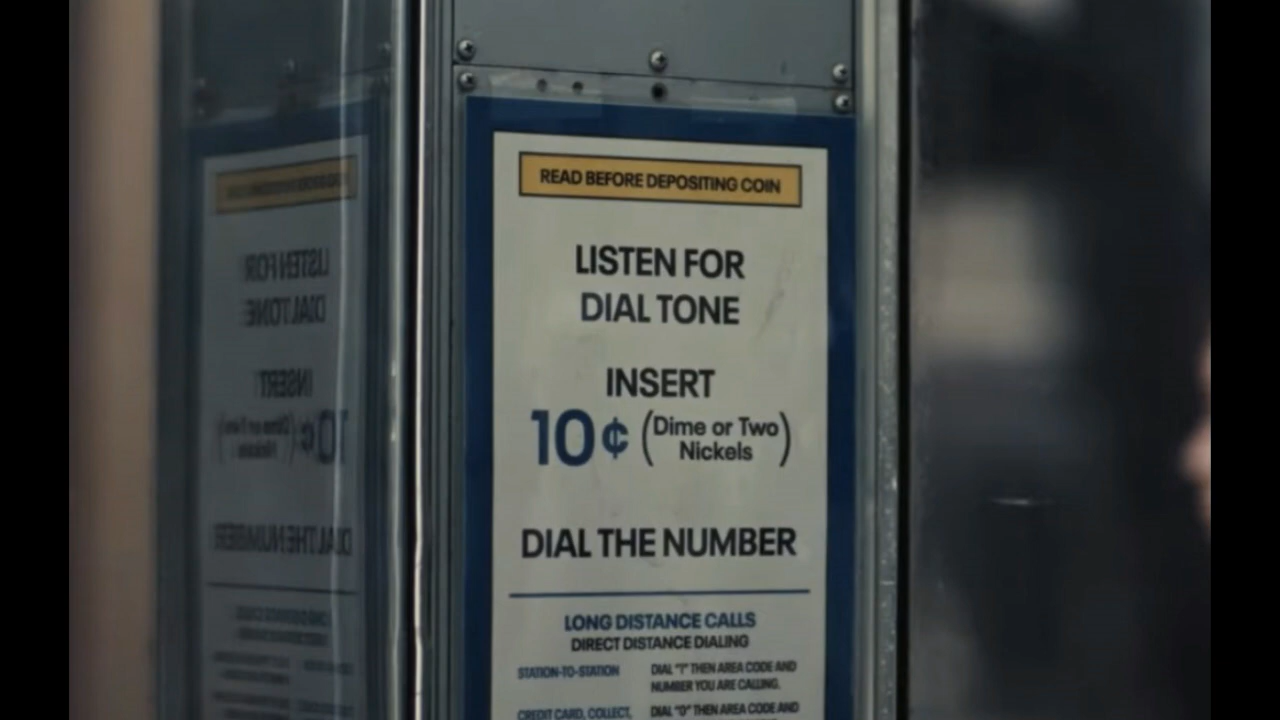 READ BEFORE DEPOSITING COIN
LISTEN FOR
DIAL TONE
INSERT
10¢ (Dime or Two
Nickels)
DIAL THE NUMBER
LONG DISTANCE CALLS
DIRECT DISTANCE DIALING
STATION-TO-STATION DIAL "1" THEN AREA CODE AND
NUMBER YOU ARE CALLING.
CREDIT CARD, COLLECT, DIAL "0" THEN AREA CODE AND